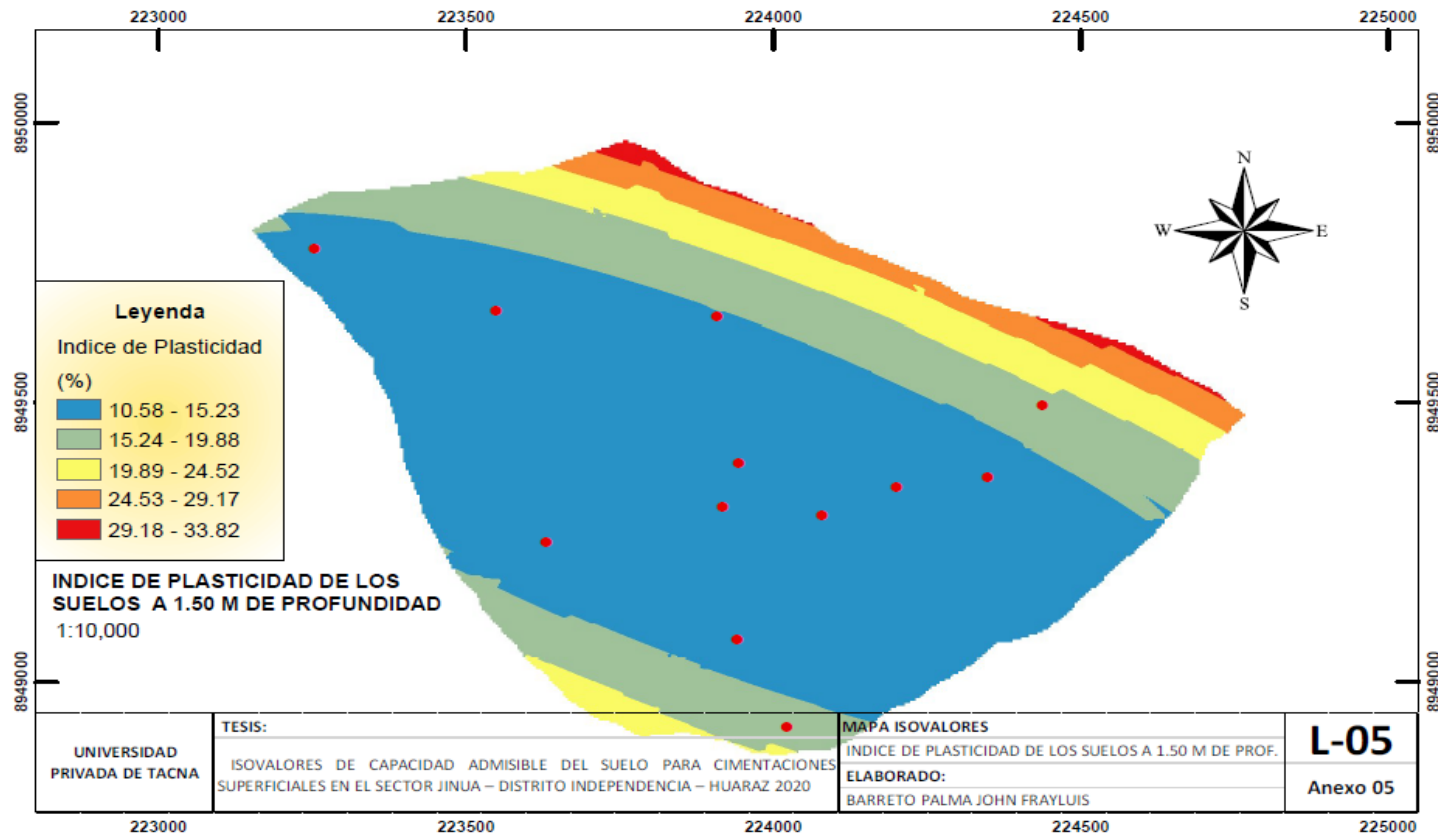 223000 223500 224000 224500 225000
8950000 8950000
N
W E
S
Leyenda
Indice de Plasticidad
(%)
10.58 - 15.23
15.24 - 19.88
19.89 - 24.52
24.53 - 29.17
29.18 - 33.82
8949500 8949500
INDICE DE PLASTICIDAD DE LOS
SUELOS A 1.50 M DE PROFUNDIDAD
1:10,000
8949000 8949000
UNIVERSIDAD
PRIVADA DE TACNA
TESIS:
ISOVALORES DE CAPACIDAD ADMISIBLE DEL SUELO PARA CIMENTACIONES
SUPERFICIALES EN EL SECTOR JINUA – DISTRITO INDEPENDENCIA – HUARAZ 2020
MAPA ISOVALORES
INDICE DE PLASTICIDAD DE LOS SUELOS A 1.50 M DE PROF.
ELABORADO:
BARRETO PALMA JOHN FRAYLUIS
L-05
Anexo 05
223000 223500 224000 224500 225000